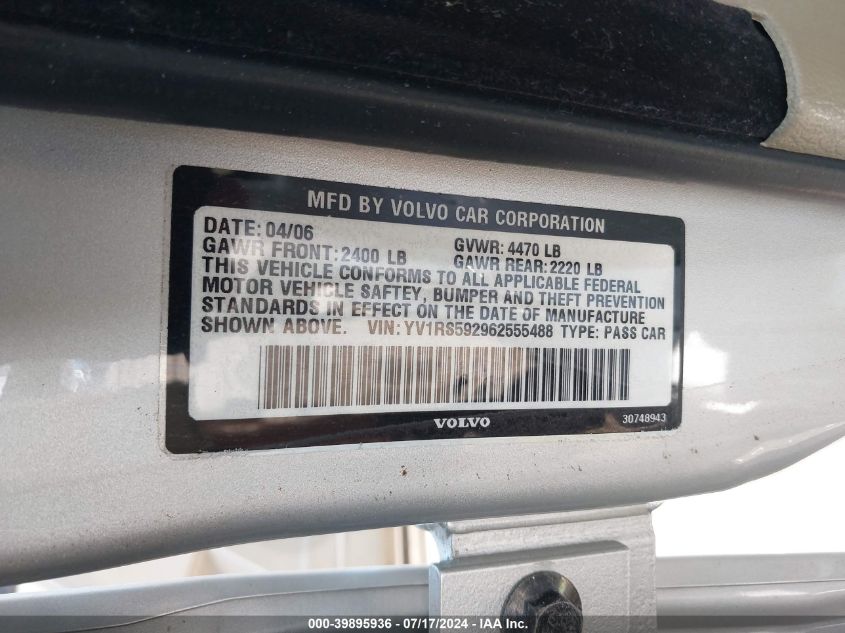 MFD BY VOLVO CAR CORPORATION
DATE: 04/06 GVWR: 4470 LB
GAWR FRONT: 2400 LB GAWR REAR: 2220 LB
THIS VEHICLE CONFORMS TO ALL APPLICABLE FEDERAL
MOTOR VEHICLE SAFTEY, BUMPER AND THEFT PREVENTION
STANDARDS IN EFFECT ON THE DATE OF MANUFACTURE
SHOWN ABOVE. VIN: YV1RS592962555488 TYPE: PASS CAR
VOLVO 30748943
000-39895936 - 07/17/2024 - IAA Inc.